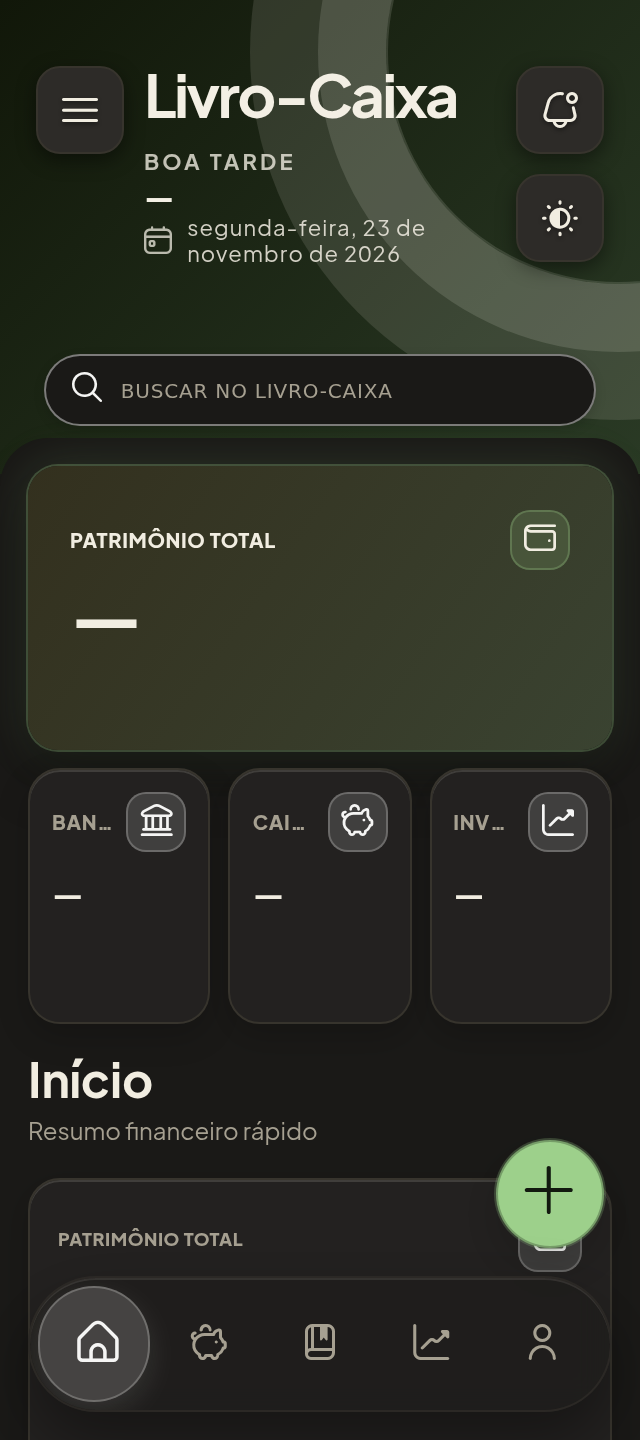 Livro-Caixa
BOA TARDE
—
segunda-feira, 23 de
novembro de 2026
BUSCAR NO LIVRO-CAIXA
PATRIMÔNIO TOTAL
—
BAN...
CAI...
INV...
—
—
—
Início
Resumo financeiro rápido
PATRIMÔNIO TOTAL